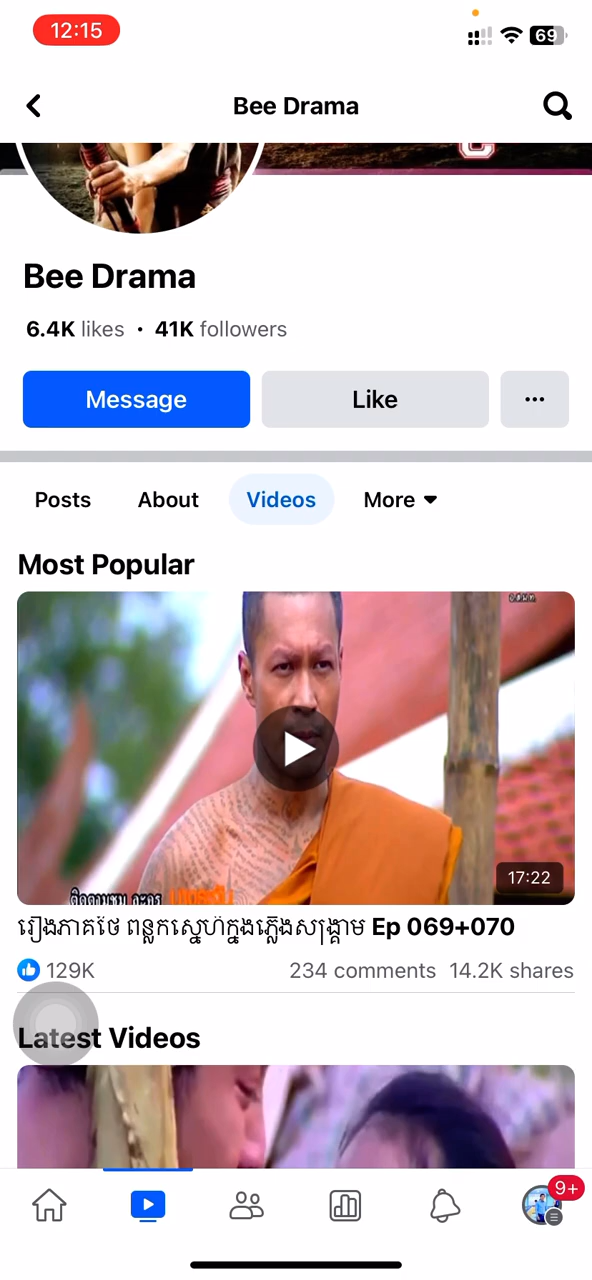 12:15
69
Bee Drama
Bee Drama
6.4K likes • 41K followers
Message
Like
Posts
About
Videos
More
Most Popular
17:22
រឿងភាគថៃ ពន្លកស្នេហ៍ក្នុងភ្លើងសង្គ្រាម Ep 069+070
129K
234 comments 14.2K shares
Latest Videos
9+